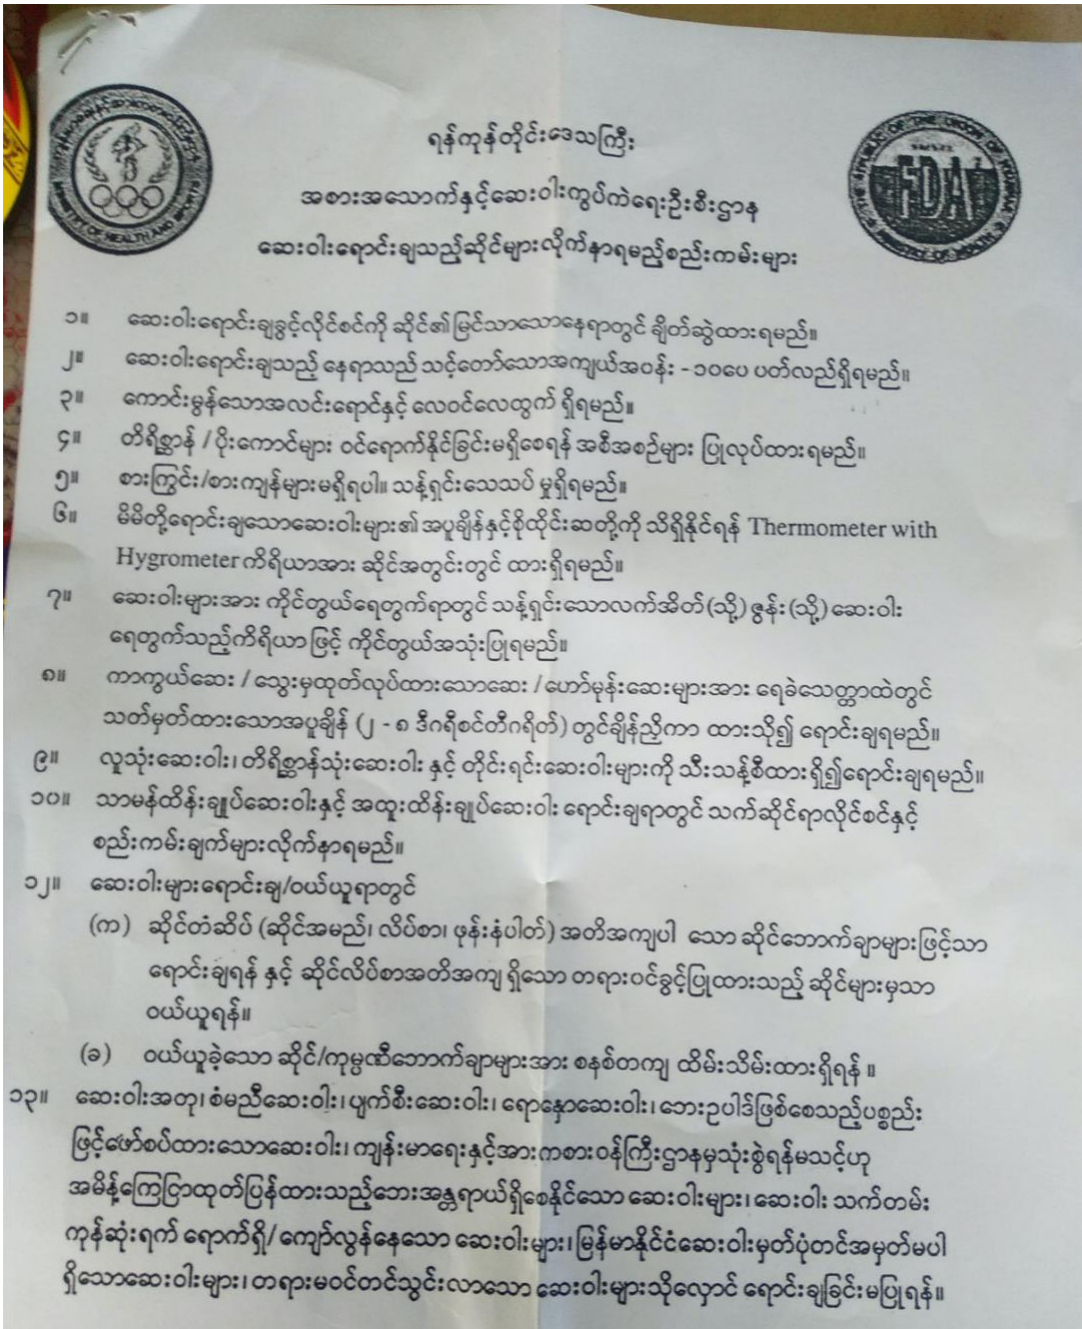 ရန်ကုန်တိုင်းဒေသကြီး
အစားအသောက်နှင့်ဆေးဝါးကွပ်ကဲရေးဦးစီးဌာန
ဆေးဝါးရောင်းချသည့်ဆိုင်များလိုက်နာရမည့်စည်းကမ်းများ
MINISTRY OF HEALTH AND SPORTS
FDA
၁။ ဆေးဝါးရောင်းချခွင့်လိုင်စင်ကို ဆိုင်၏ မြင်သာသောနေရာတွင် ချိတ်ဆွဲထားရမည်။
၂။ ဆေးဝါးရောင်းချသည့် နေရာသည် သင့်တော်သောအကျယ်အဝန်း - ၁၀ပေ ပတ်လည်ရှိရမည်။
၃။ ကောင်းမွန်သောအလင်းရောင်နှင့် လေဝင်လေထွက် ရှိရမည်။
၄။ တိရိစ္ဆာန် / ပိုးကောင်များ ဝင်ရောက်နိုင်ခြင်းမရှိစေရန် အစီအစဉ်များ ပြုလုပ်ထားရမည်။
၅။ စားကြွင်း/စားကျန်များမရှိရပါ။ သန့်ရှင်းသေသပ် မှုရှိရမည်။
၆။ မိမိတို့ရောင်းချသောဆေးဝါးများ၏ အပူချိန်နှင့်စိုထိုင်းဆတို့ကို သိရှိနိုင်ရန် Thermometer with
Hygrometer ကိရိယာအား ဆိုင်အတွင်းတွင် ထားရှိရမည်။
၇။ ဆေးဝါးများအား ကိုင်တွယ်ရေတွက်ရာတွင် သန့်ရှင်းသောလက်အိတ်(သို့) ဇွန်း(သို့) ဆေးဝါး
ရေတွက်သည့်ကိရိယာ ဖြင့် ကိုင်တွယ်အသုံးပြုရမည်။
၈။ ကာကွယ်ဆေး / သွေးမှထုတ်လုပ်ထားသောဆေး / ဟော်မုန်းဆေးများအား ရေခဲသေတ္တာထဲတွင်
သတ်မှတ်ထားသောအပူချိန် (၂ - ၈ ဒီဂရီစင်တီဂရိတ်) တွင်ချိန်ညှိကာ ထားသို၍ ရောင်းချရမည်။
၉။ လူသုံးဆေးဝါး၊ တိရိစ္ဆာန်သုံးဆေးဝါး နှင့် တိုင်းရင်းဆေးဝါးများကို သီးသန့်စီထားရှိ၍ရောင်းချရမည်။
၁၀။ သာမန်ထိန်းချုပ်ဆေးဝါးနှင့် အထူးထိန်းချုပ်ဆေးဝါး ရောင်းချရာတွင် သက်ဆိုင်ရာလိုင်စင်နှင့်
စည်းကမ်းချက်များလိုက်နာရမည်။
၁၂။ ဆေးဝါးများရောင်းချ/ဝယ်ယူရာတွင်
(က) ဆိုင်တံဆိပ် (ဆိုင်အမည်၊ လိပ်စာ၊ ဖုန်းနံပါတ်) အတိအကျပါ သော ဆိုင်ဘောက်ချာများဖြင့်သာ
ရောင်းချရန် နှင့် ဆိုင်လိပ်စာအတိအကျ ရှိသော တရားဝင်ခွင့်ပြုထားသည့် ဆိုင်များမှသာ
ဝယ်ယူရန်။
(ခ) ဝယ်ယူခဲ့သော ဆိုင်/ကုမ္ပဏီဘောက်ချာများအား စနစ်တကျ ထိမ်းသိမ်းထားရှိရန် ။
၁၃။ ဆေးဝါးအတု၊ စံမညီဆေးဝါး၊ ပျက်စီးဆေးဝါး၊ ရောနှောဆေးဝါး၊ ဘေးဥပါဒ်ဖြစ်စေသည့်ပစ္စည်း
ဖြင့်ဖော်စပ်ထားသောဆေးဝါး၊ ကျန်းမာရေးနှင့်အားကစားဝန်ကြီးဌာနမှသုံးစွဲရန်မသင့်ဟု
အမိန့်ကြေငြာထုတ်ပြန်ထားသည့်ဘေးအန္တရာယ်ရှိစေနိုင်သော ဆေးဝါးများ၊ ဆေးဝါး သက်တမ်း
ကုန်ဆုံးရက် ရောက်ရှိ/ ကျော်လွန်နေသော ဆေးဝါးများ၊ မြန်မာနိုင်ငံဆေးဝါးမှတ်ပုံတင်အမှတ်မပါ
ရှိသောဆေးဝါးများ၊ တရားမဝင်တင်သွင်းလာသော ဆေးဝါးများသိုလှောင် ရောင်းချခြင်းမပြုရန်။